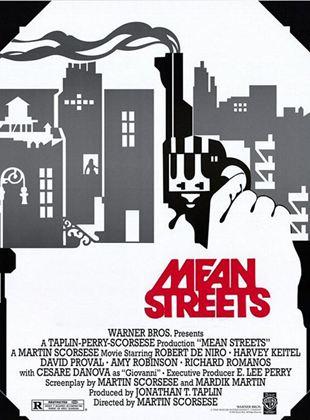 MEAN
STREETS
WARNER BROS. Presents
A TAPLIN-PERRY-SCORSESE Production "MEAN STREETS"
A MARTIN SCORSESE Movie Starring ROBERT DE NIRO · HARVEY KEITEL
DAVID PROVAL · AMY ROBINSON · RICHARD ROMANOS
with CESARE DANOVA as "Giovanni" · Executive Producer E. LEE PERRY
Screenplay by MARTIN SCORSESE and MARDIK MARTIN
Produced by JONATHAN T. TAPLIN
Directed by MARTIN SCORSESE
R RESTRICTED